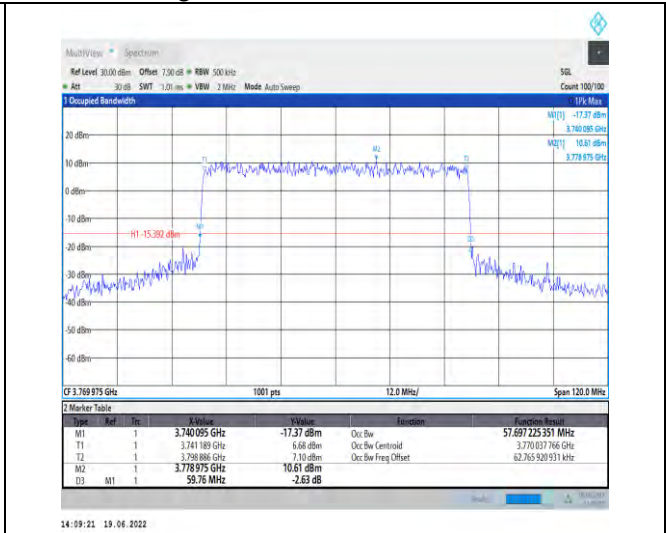 MultiView Spectrum
Ref Level 30.00 dBm Offset 7.90 dB RBW 500 kHz SGL
Att 30 dB SWT 1.01 ms VBW 2 MHz Mode Auto Sweep Count 100/100
1 Occupied Bandwidth 1Pk Max
M1[1] -17.37 dBm
3.740 095 GHz
M2[1] 10.61 dBm
3.778 975 GHz
20 dBm
M2
T1 T2
10 dBm
0 dBm
-10 dBm
M1
H1 -15.392 dBm
D3
-20 dBm
-30 dBm
-40 dBm
-50 dBm
-60 dBm
CF 3.769 975 GHz 1001 pts 12.0 MHz/ Span 120.0 MHz
2 Marker Table
Type Ref Trc X-Value Y-Value Function Function Result
M1 1 3.740 095 GHz -17.37 dBm Occ Bw 57.697 225 351 MHz
T1 1 3.741 189 GHz 6.68 dBm Occ Bw Centroid 3.770 037 766 GHz
T2 1 3.798 886 GHz 7.10 dBm Occ Bw Freq Offset 62.765 920 931 kHz
M2 1 3.778 975 GHz 10.61 dBm
D3 M1 1 59.76 MHz -2.63 dB
14:09:21 19.06.2022